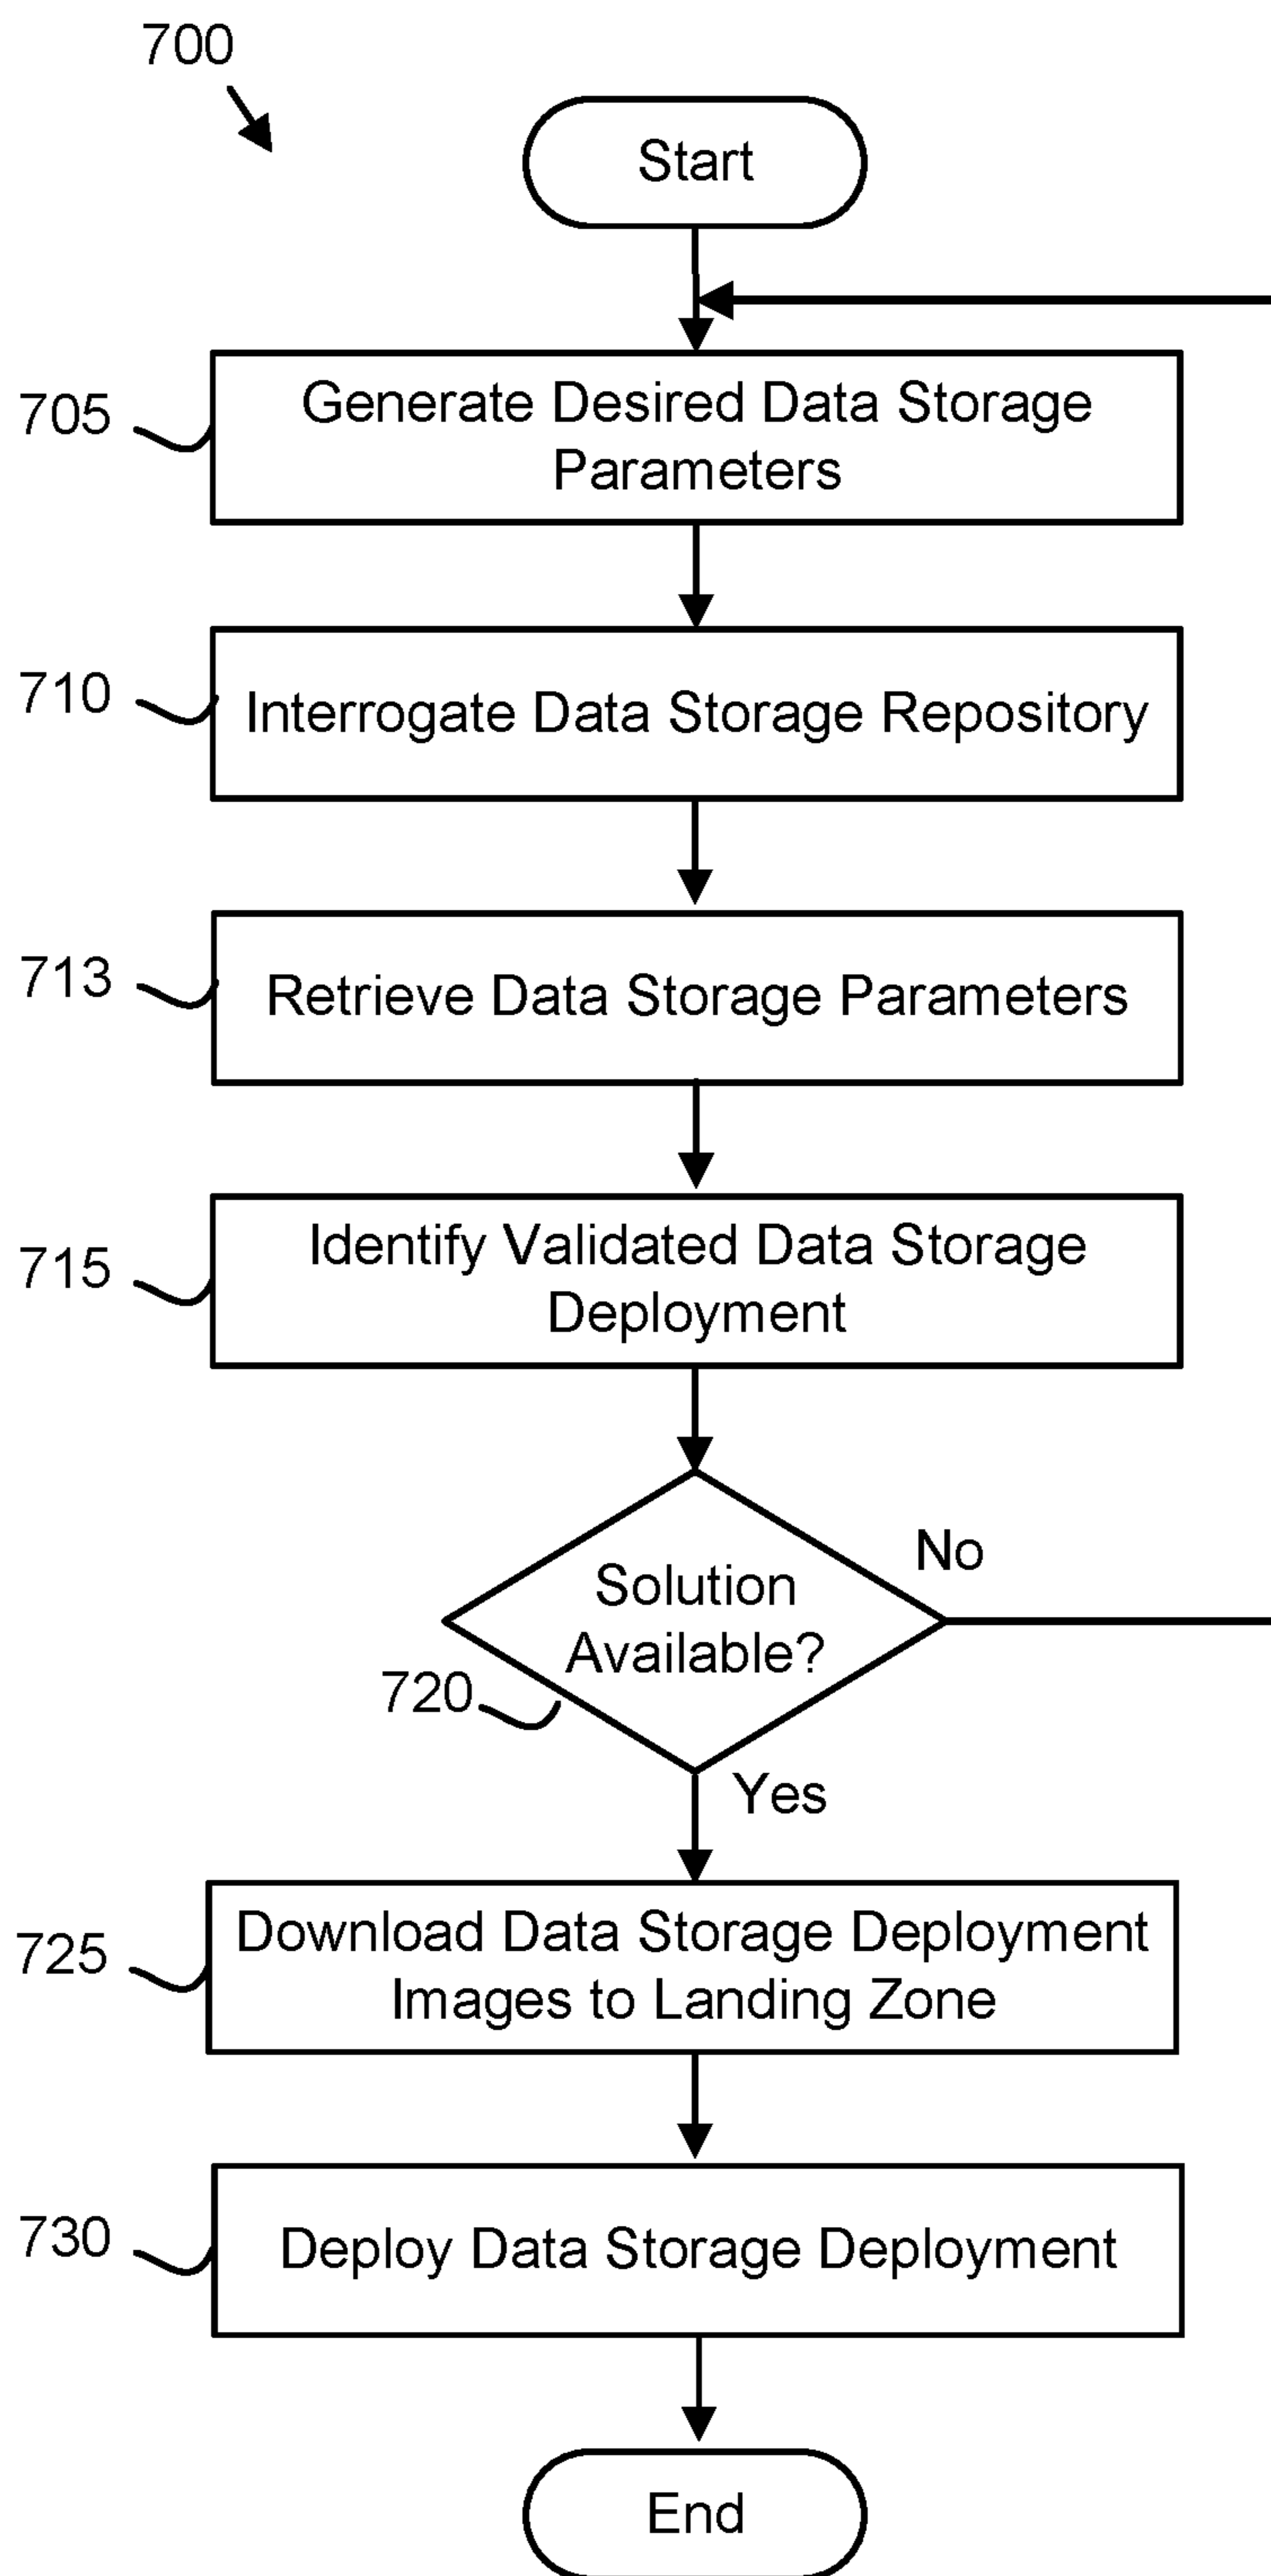 700
Start
705
Generate Desired Data Storage
Parameters
710
Interrogate Data Storage Repository
713
Retrieve Data Storage Parameters
715
Identify Validated Data Storage
Deployment
Solution
Available?
No
720
Yes
725
Download Data Storage Deployment
Images to Landing Zone
730
Deploy Data Storage Deployment
End